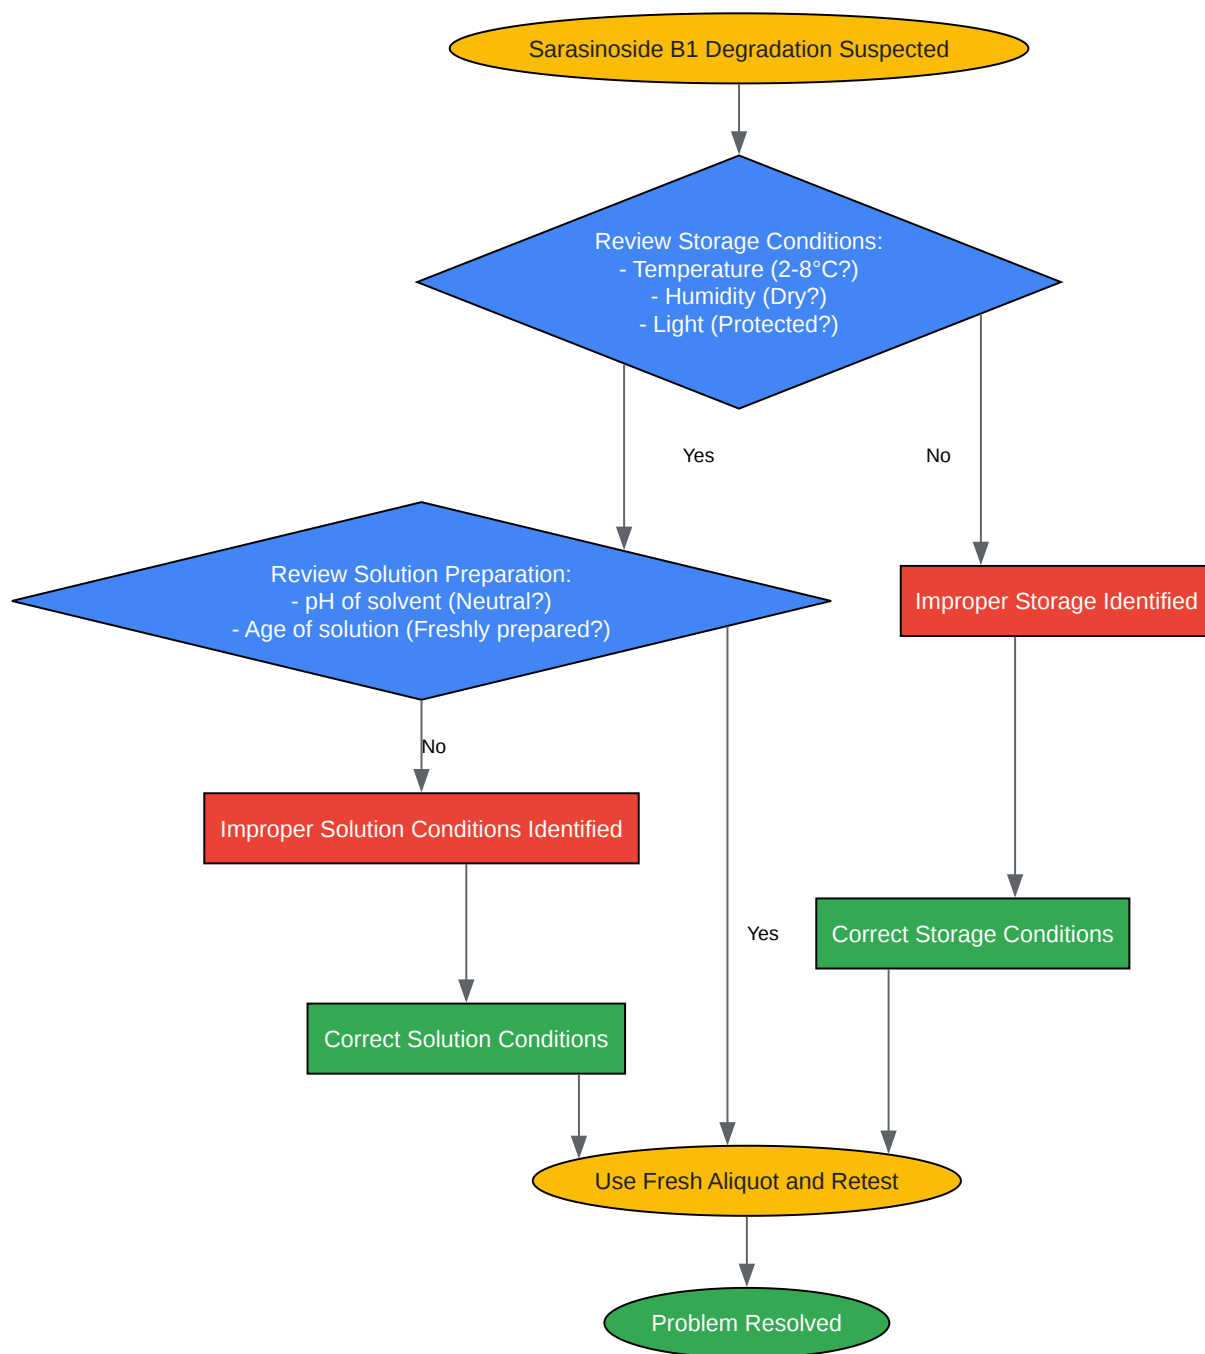 Sarasinoside B1 Degradation Suspected
Review Storage Conditions:
- Temperature (2-8°C?)
- Humidity (Dry?)
- Light (Protected?)
Yes
No
Review Solution Preparation:
- pH of solvent (Neutral?)
- Age of solution (Freshly prepared?)
Improper Storage Identified
No
Improper Solution Conditions Identified
Yes
Correct Storage Conditions
Correct Solution Conditions
Use Fresh Aliquot and Retest
Problem Resolved